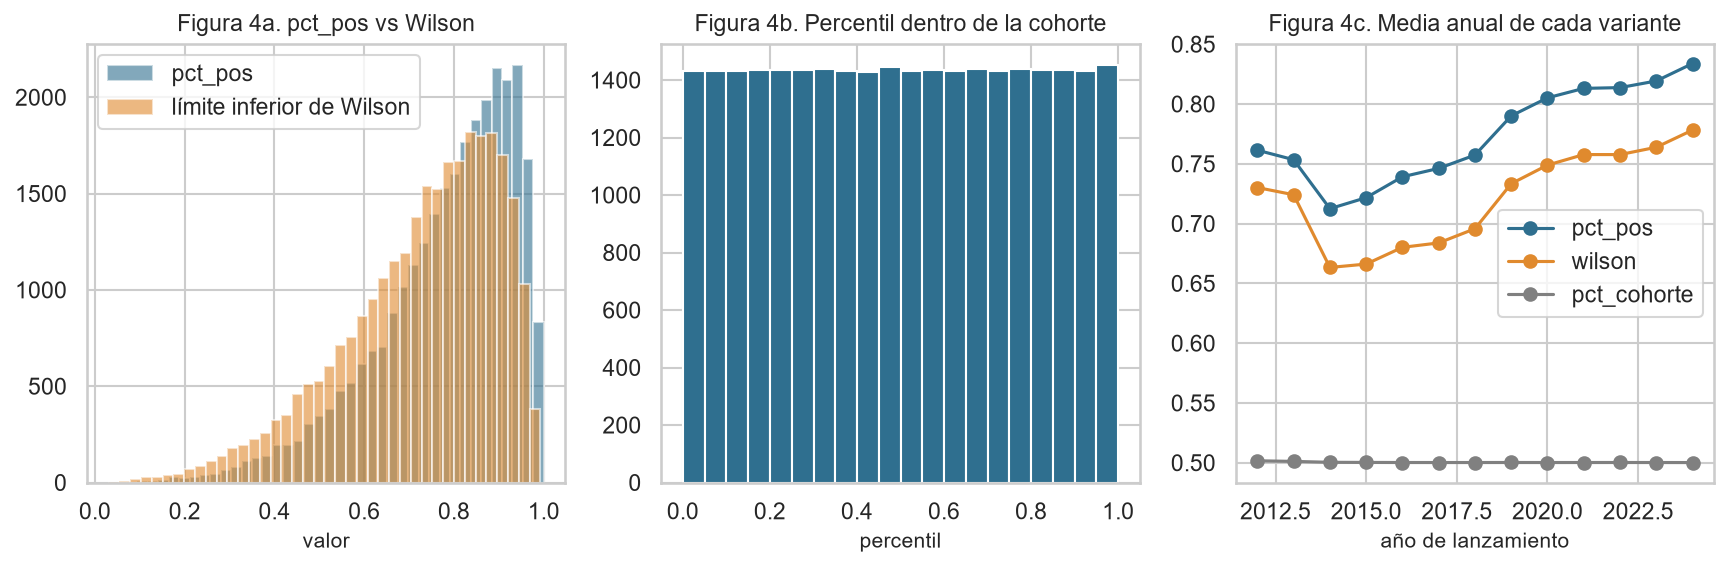 Figura 4a. pct_pos vs Wilson
pct_pos
límite inferior de Wilson
2000
1500
1000
500
0
0.0 0.2 0.4 0.6 0.8 1.0
valor
Figura 4b. Percentil dentro de la cohorte
1400
1200
1000
800
600
400
200
0
0.0 0.2 0.4 0.6 0.8 1.0
percentil
Figura 4c. Media anual de cada variante
0.85
0.80
0.75
0.70
0.65
0.60
0.55
0.50
pct_pos
wilson
pct_cohorte
2012.5 2015.0 2017.5 2020.0 2022.5
año de lanzamiento